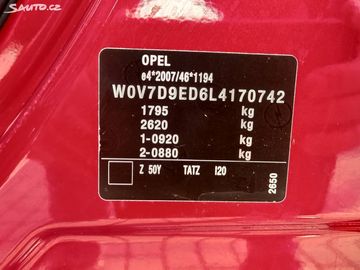 Sauto.cz
OPEL
e4*2007/46*1194
W0V7D9ED6L4170742
1795 kg
2620 kg
1-0920 kg
2-0880 kg
Z 50Y TATZ I20
2650